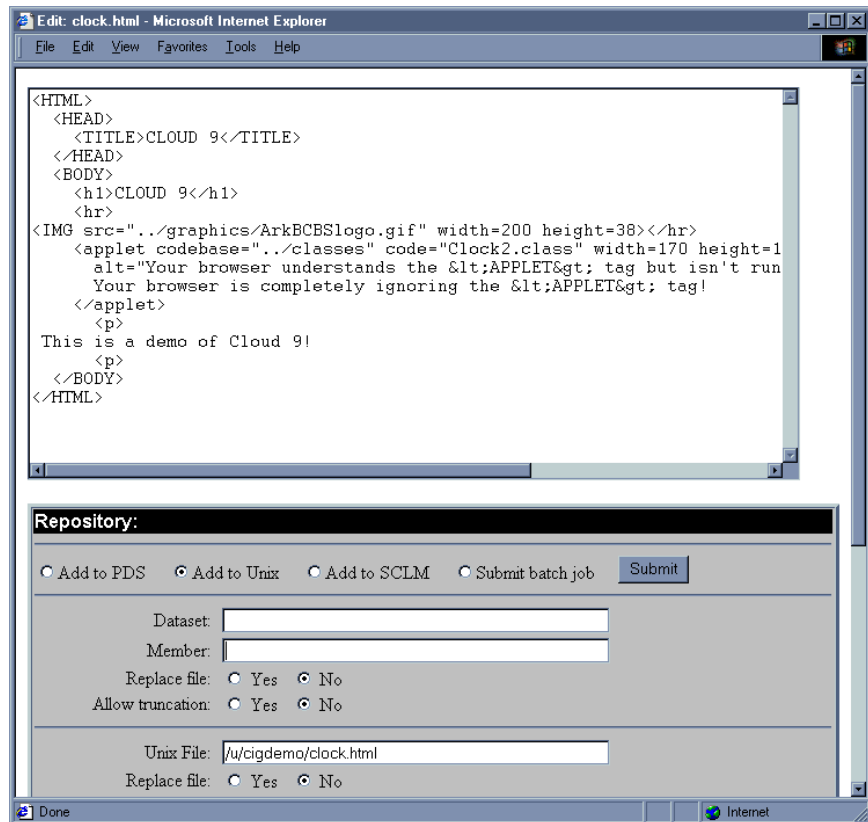 Edit: clock.html - Microsoft Internet Explorer
File Edit View Favorites Tools Help
<HTML>
<HEAD>
<TITLE>CLOUD 9</TITLE>
</HEAD>
<BODY>
<h1>CLOUD 9</h1>
<hr>
<IMG src="../graphics/ArkBCBSlogo.gif" width=200 height=38></hr>
<applet codebase="../classes" code="Clock2.class" width=170 height=1
alt="Your browser understands the &lt;APPLET&gt; tag but isn't run
Your browser is completely ignoring the &lt;APPLET&gt; tag!
</applet>
<p>
This is a demo of Cloud 9!
<p>
</BODY>
</HTML>
Repository:
Add to PDS Add to Unix Add to SCLM Submit batch job Submit
Dataset:
Member:
Replace file: Yes No
Allow truncation: Yes No
Unix File: /u/cigdemo/clock.html
Replace file: Yes No
Done Internet